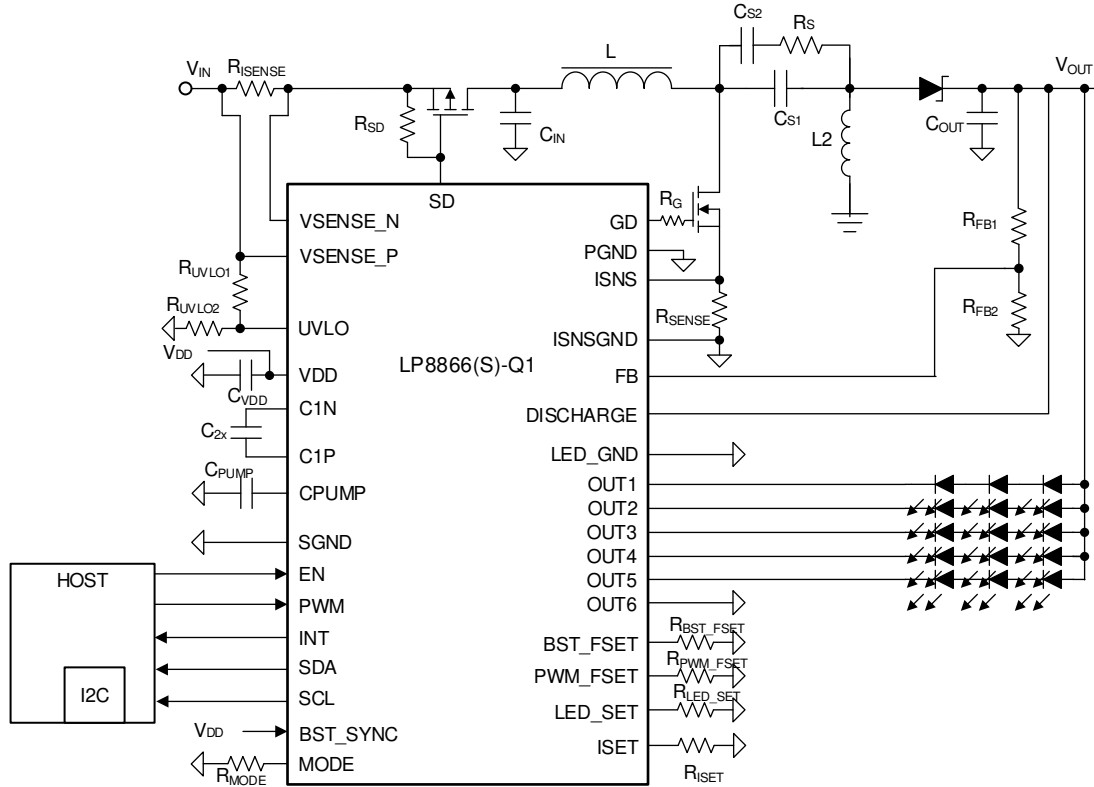 CS2
RS
L
VIN
RISENSE
VOUT
RSD
CIN
CS1
COUT
L2
SD
RG
VSENSE_N
GD
RFB1
VSENSE_P
PGND
RUVLO1
ISNS
RUVLO2
RSENSE
RFB2
UVLO
ISNSGND
VDD
LP8866(S)-Q1
VDD
FB
CVDD
C1N
DISCHARGE
C2x
C1P
LED_GND
CPUMP
CPUMP
OUT1
OUT2
SGND
OUT3
OUT4
HOST
EN
OUT5
PWM
OUT6
RBST_FSET
INT
BST_FSET
RPWM_FSET
SDA
PWM_FSET
I2C
RLED_SET
SCL
LED_SET
VDD
BST_SYNC
ISET
MODE
RMODE
RISET